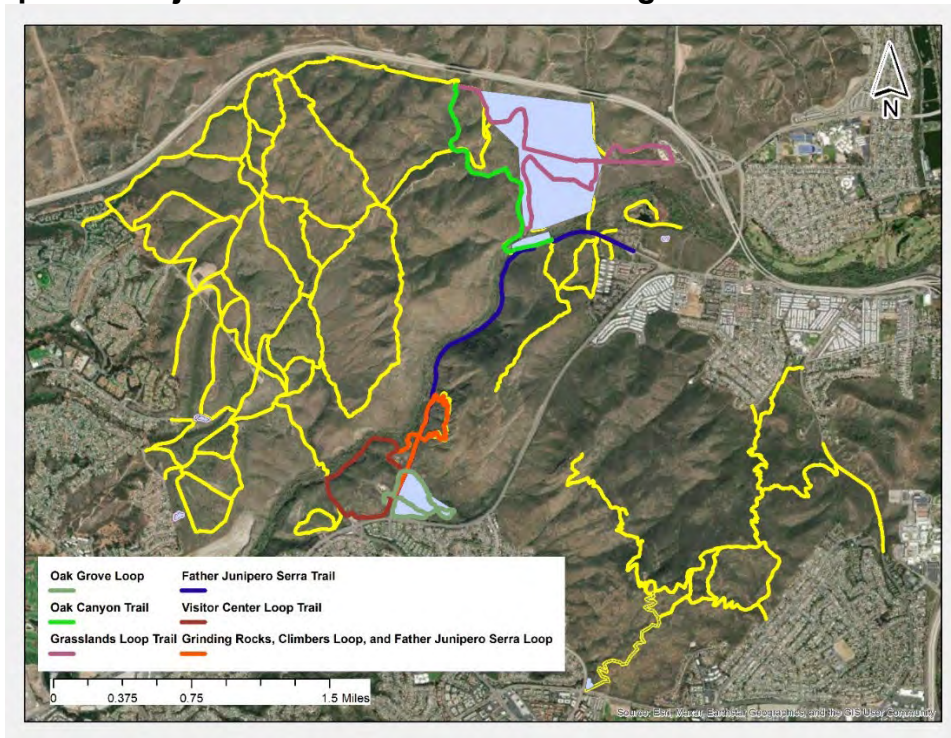 N
Oak Grove Loop
Father Junipero Serra Trail
Oak Canyon Trail
Visitor Center Loop Trail
Grasslands Loop Trail
Grinding Rocks, Climbers Loop, and Father Junipero Serra Loop
0 0.375 0.75 1.5 Miles
Source: Esri, Maxar, Earthstar Geographics, and the GIS User Community